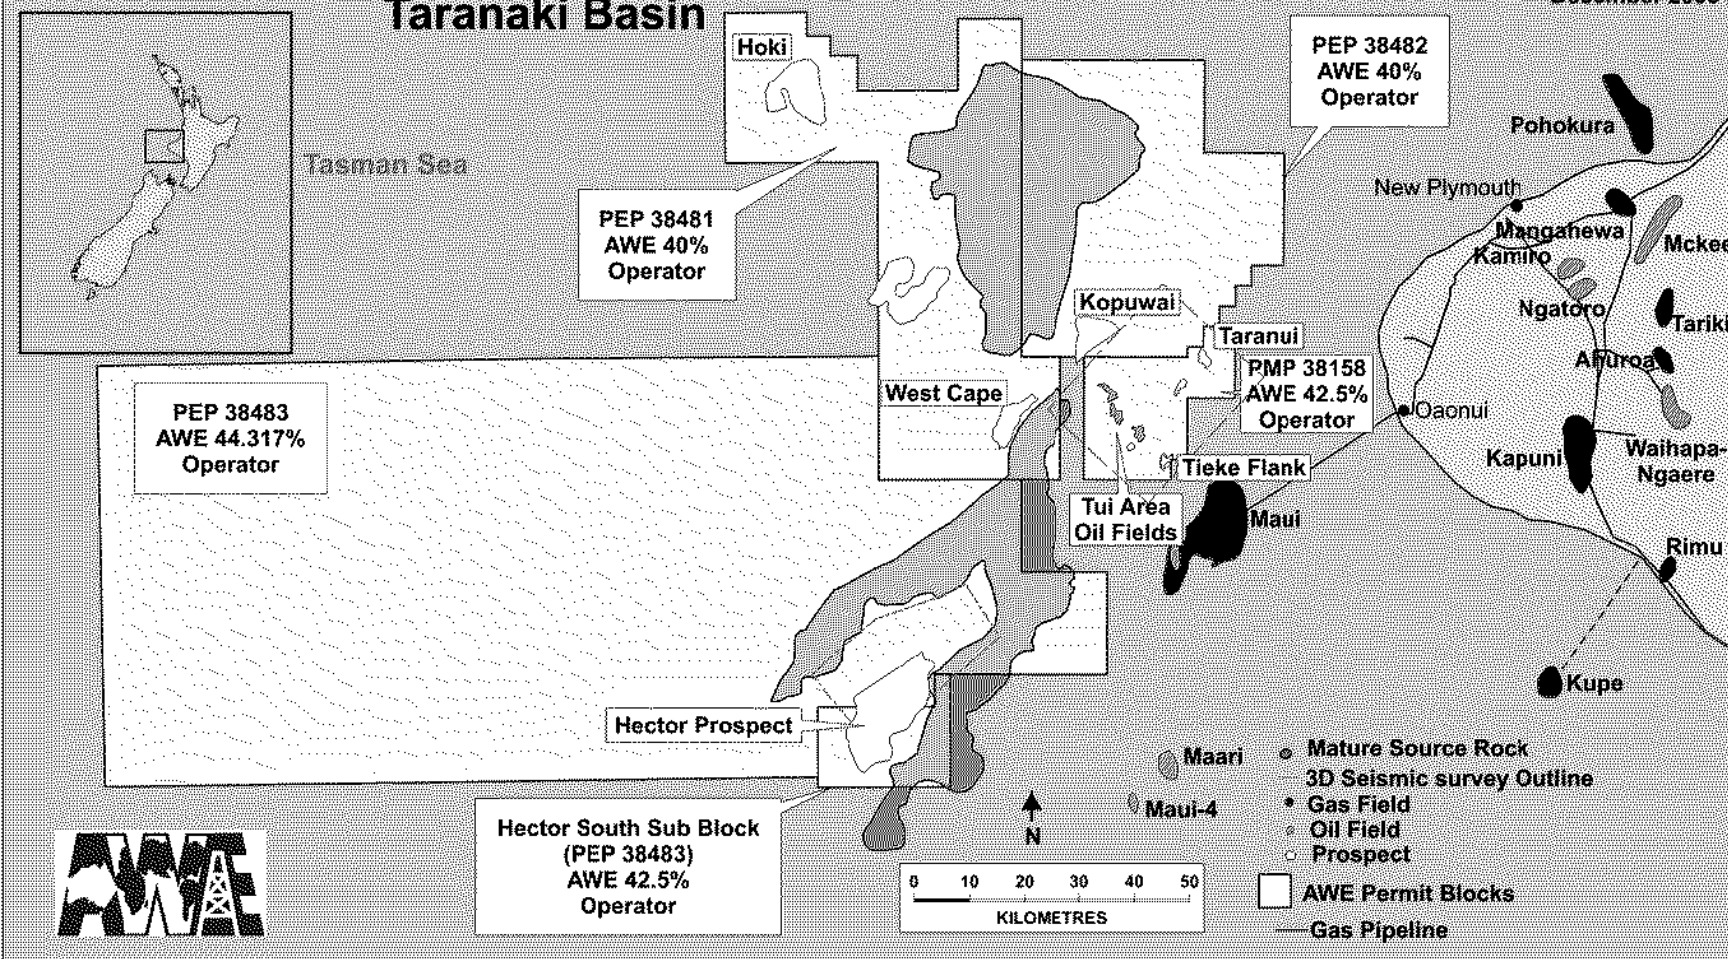 Taranaki Basin
Hoki
PEP 38482
AWE 40%
Operator
Pohokura
Tasman Sea
New Plymouth
PEP 38481
AWE 40%
Operator
Mangahewa
Mckee
Kamiro
Kopuwai
Ngatoro
Tariki
Taranui
Ahuroa
PMP 38158
AWE 42.5%
Operator
West Cape
PEP 38483
AWE 44.317%
Operator
Oaonui
Kapuni
Waihapa-
Ngaere
Tieke Flank
Tui Area
Oil Fields
Maui
Rimu
Kupe
Hector Prospect
Maari
Maui-4
Hector South Sub Block
(PEP 38483)
AWE 42.5%
Operator
N
0 10 20 30 40 50
KILOMETRES
Mature Source Rock
3D Seismic survey Outline
Gas Field
Oil Field
Prospect
AWE Permit Blocks
Gas Pipeline
AWE